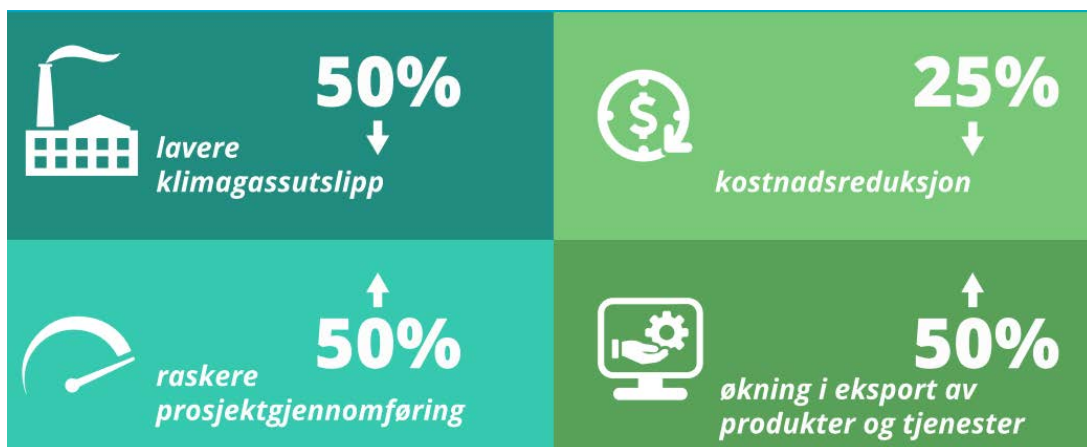 50%
lavere
klimagassutslipp
$
25%
kostnadsreduksjon
50%
raskere
prosjektgjennomføring
50%
økning i eksport av
produkter og tjenester